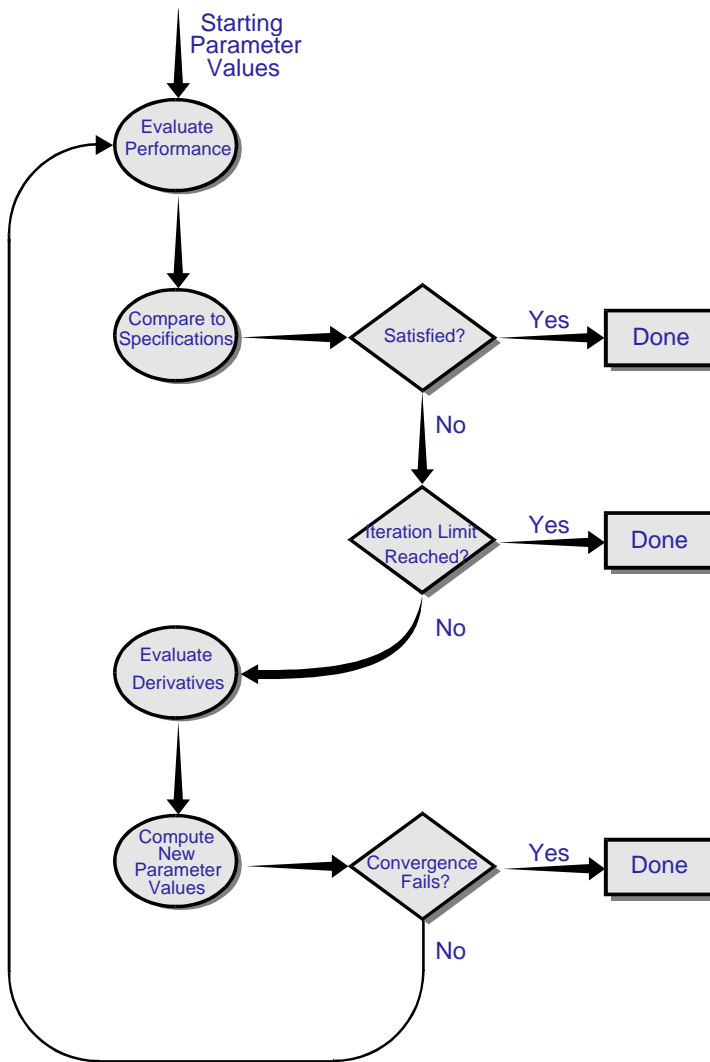 Starting
Parameter
Values
Evaluate
Performance
Compare to
Specifications
Satisfied?
Yes
Done
No
Iteration Limit
Reached?
Yes
Done
No
Evaluate
Derivatives
Compute
New
Parameter
Values
Convergence
Fails?
Yes
Done
No